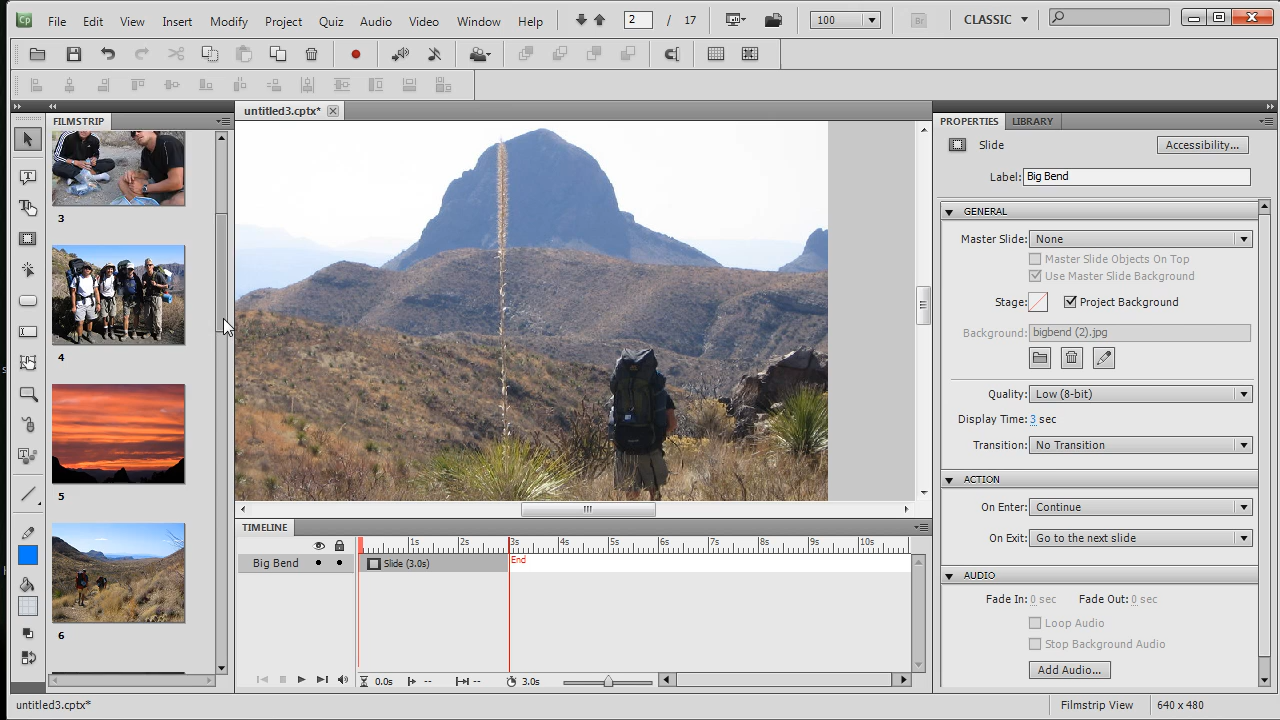 Cp File Edit View Insert Modify Project Quiz Audio Video Window Help 2 / 17 100 Br CLASSIC
untitled3.cptx*
FILMSTRIP
3
4
5
6
TIMELINE
1s 2s 3s 4s 5s 6s 7s 8s 9s 10s
Big Bend Slide (3.0s) End
0.0s -- -- 3.0s
PROPERTIES LIBRARY
Slide Accessibility...
Label: Big Bend
GENERAL
Master Slide: None
Master Slide Objects On Top
Use Master Slide Background
Stage: Project Background
Background: bigbend (2).jpg
Quality: Low (8-bit)
Display Time: 3 sec
Transition: No Transition
ACTION
On Enter: Continue
On Exit: Go to the next slide
AUDIO
Fade In: 0 sec Fade Out: 0 sec
Loop Audio
Stop Background Audio
Add Audio...
untitled3.cptx* Filmstrip View 640 x 480